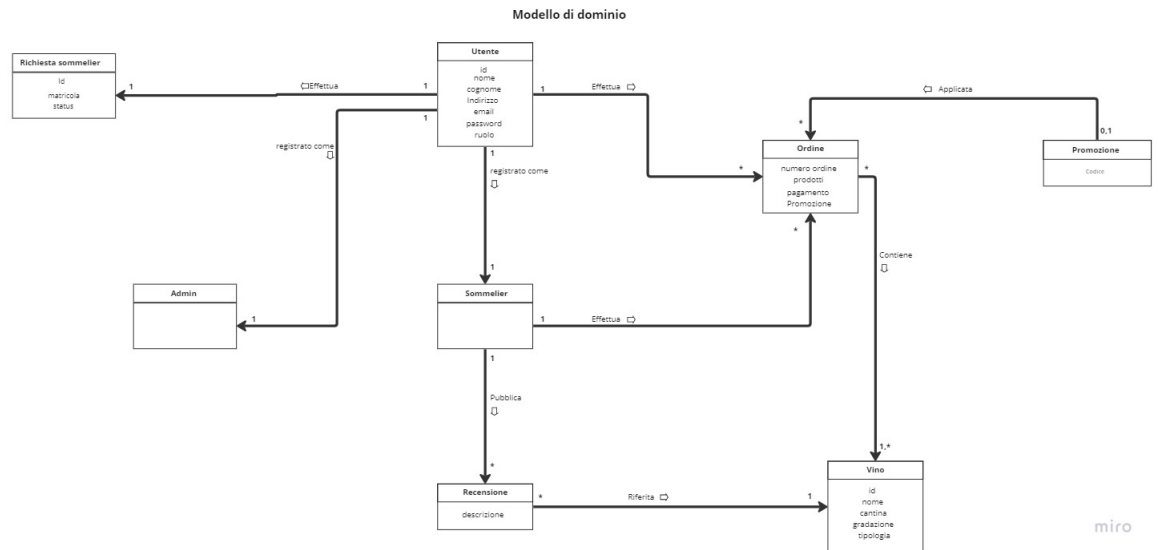 Modello di dominio
Richiesta sommelier
Id
matricola
status
1
Effettua
1
1
registrato come
Utente
id
nome
cognome
Indirizzo
email
password
ruolo
1
Effettua
*
1
registrato come
1
Applicata
*
0,1
Ordine
numero ordine
prodotti
pagamento
Promozione
*
*
Promozione
Codice
Contiene
1,*
Admin
1
Sommelier
1
Effettua
1
Pubblica
*
Recensione
descrizione
*
Riferita
1
Vino
id
nome
cantina
gradazione
tipologia
miro